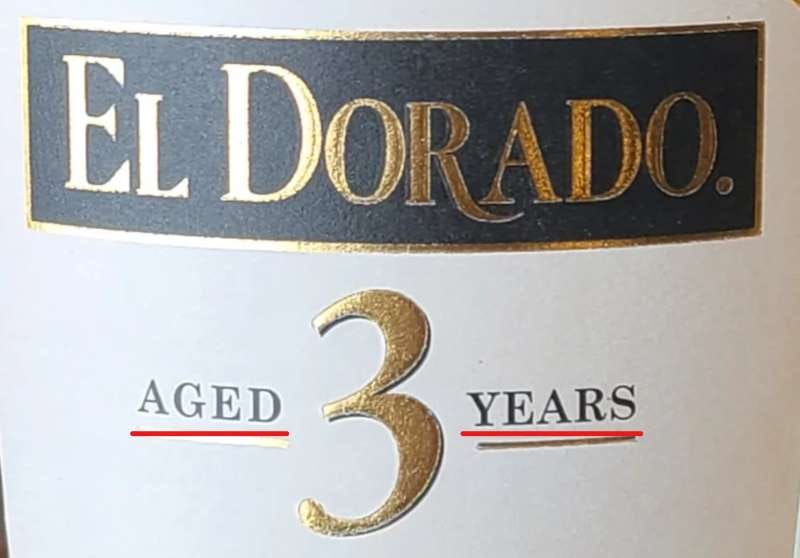 EL DORADO.
AGED 3 YEARS